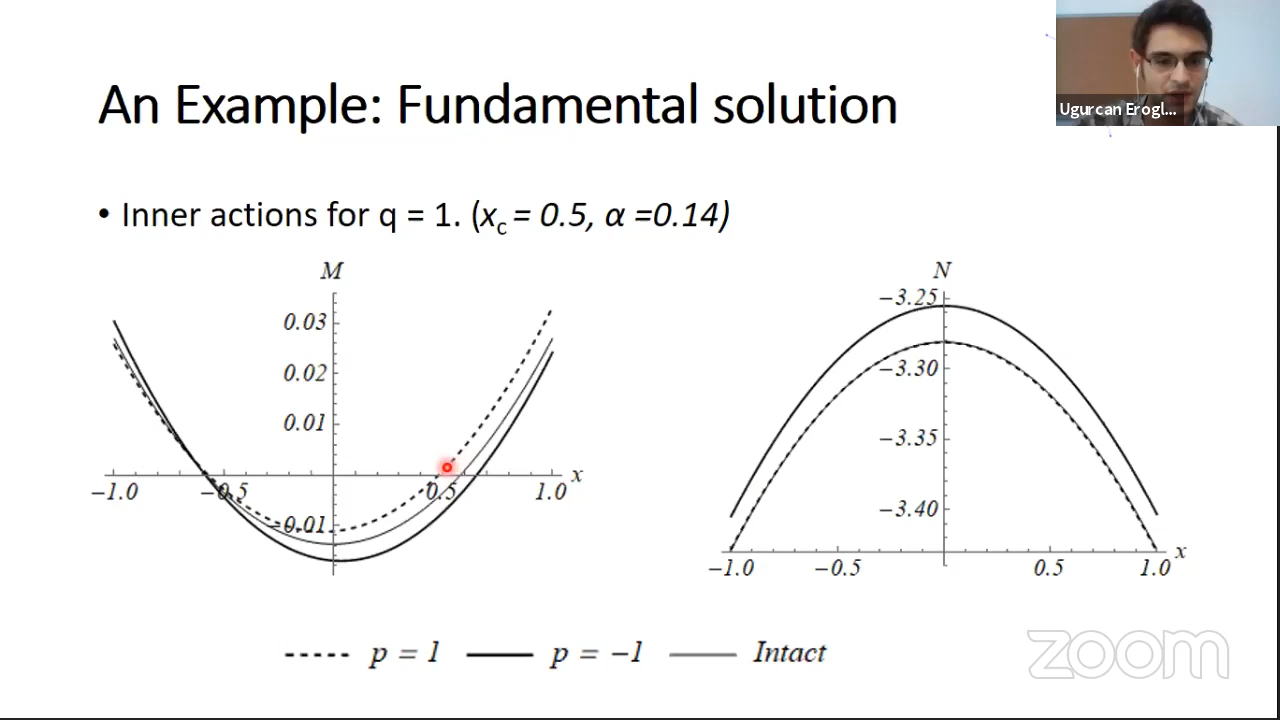 Ugurcan Erogl...
An Example: Fundamental solution
• Inner actions for q = 1. (xc = 0.5, α =0.14)
M
0.03
0.02
0.01
x
−1.0 −0.5 0.5 1.0
−0.01
N
−3.25
−3.30
−3.35
−3.40
x
−1.0 −0.5 0.5 1.0
p = 1 p = −1 Intact
zoom